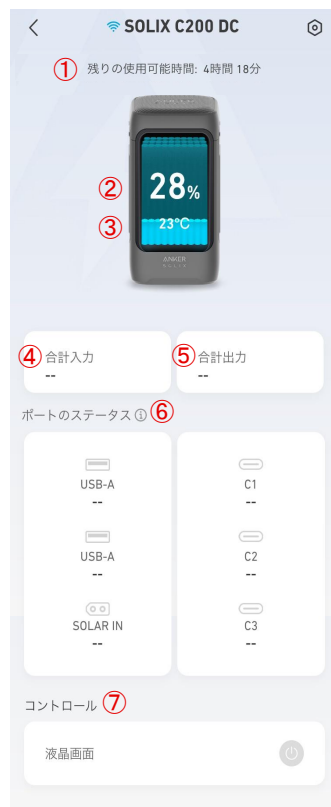 SOLIX C200 DC
① 残りの使用可能時間: 4時間 18分
② 28%
③ 23°C
ANKER
SOLIX
④ 合計入力
--
⑤ 合計出力
--
ポートのステータス ⓘ ⑥
USB-A
--
C1
--
USB-A
--
C2
--
SOLAR IN
--
C3
--
コントロール ⑦
液晶画面